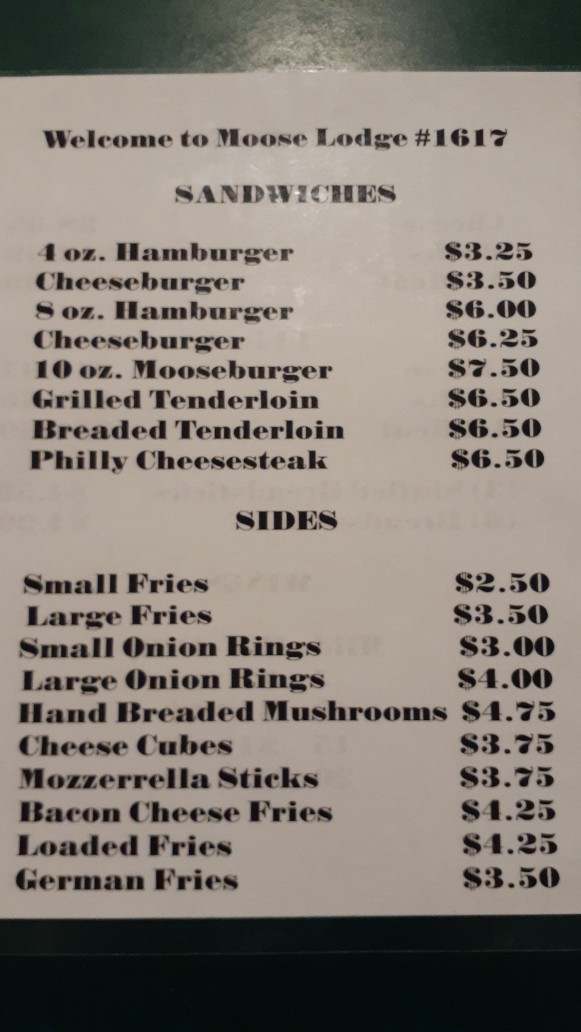 Welcome to Moose Lodge #1617
SANDWICHES
4 oz. Hamburger $3.25
Cheeseburger $3.50
8 oz. Hamburger $6.00
Cheeseburger $6.25
10 oz. Mooseburger $7.50
Grilled Tenderloin $6.50
Breaded Tenderloin $6.50
Philly Cheesesteak $6.50
SIDES
Small Fries $2.50
Large Fries $3.50
Small Onion Rings $3.00
Large Onion Rings $4.00
Hand Breaded Mushrooms $4.75
Cheese Cubes $3.75
Mozzerrella Sticks $3.75
Bacon Cheese Fries $4.25
Loaded Fries $4.25
German Fries $3.50